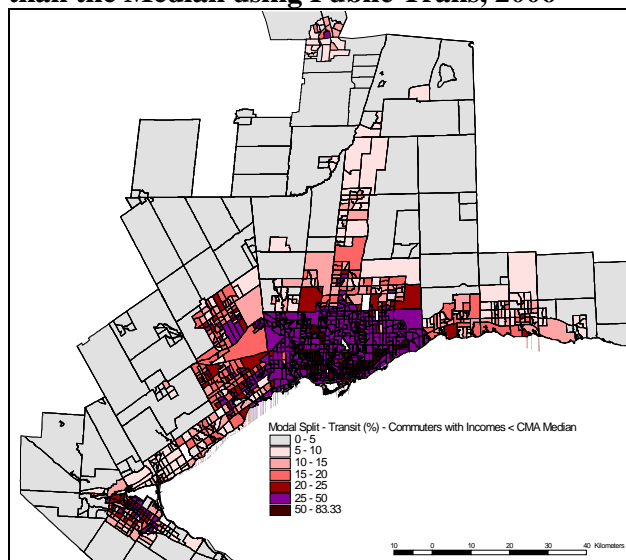 than the Median using Public Trans, 2006
Modal Split - Transit (%) - Commuters with Incomes < CMA Median
0 - 5
5 - 10
10 - 15
15 - 20
20 - 25
25 - 50
50 - 83.33
10 0 10 20 30 40 Kilometers